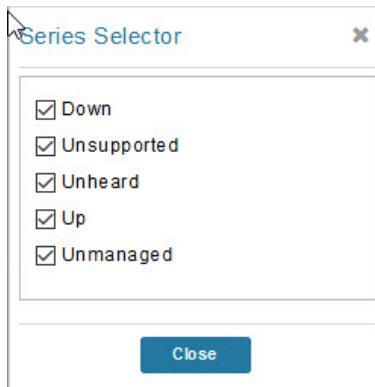 Series Selector
Down
Unsupported
Unheard
Up
Unmanaged
Close